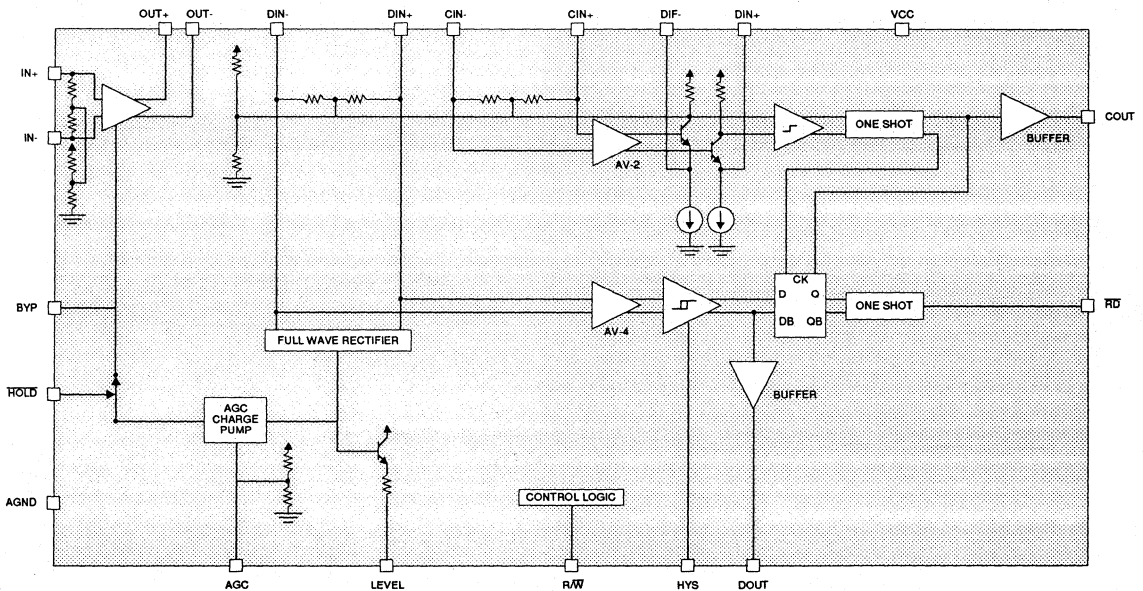 OUT+ OUT- DIN- DIN+ CIN- CIN+ DIF- DIN+ VCC
IN+
IN-
ONE SHOT
COUT
BUFFER
AV-2
BYP
CK
D Q
DB QB
ONE SHOT
R̅D̅
AV-4
FULL WAVE RECTIFIER
H̅O̅L̅D̅
BUFFER
AGC
CHARGE
PUMP
AGND
CONTROL LOGIC
AGC LEVEL R/W̅ HYS DOUT